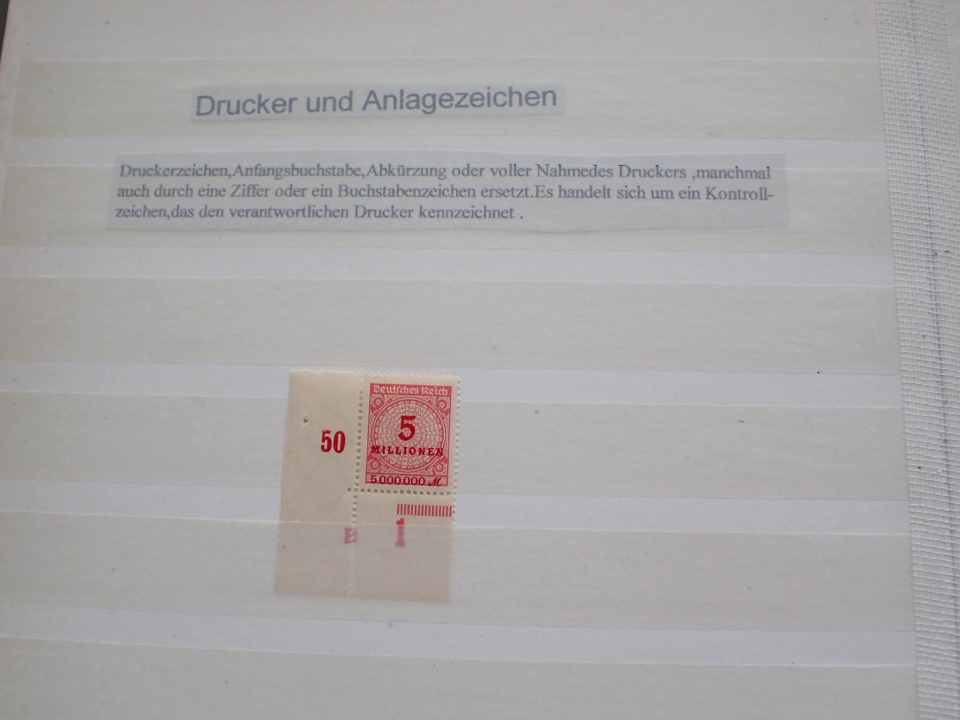 Drucker und Anlagezeichen
Druckerzeichen,Anfangsbuchstabe,Abkürzung oder voller Nahmedes Druckers ,manchmal
auch durch eine Ziffer oder ein Buchstabenzeichen ersetzt.Es handelt sich um ein Kontroll-
zeichen,das den verantwortlichen Drucker kennzeichnet .
Deutsches Reich
5
MILLIONEN
5000000 M
50
1